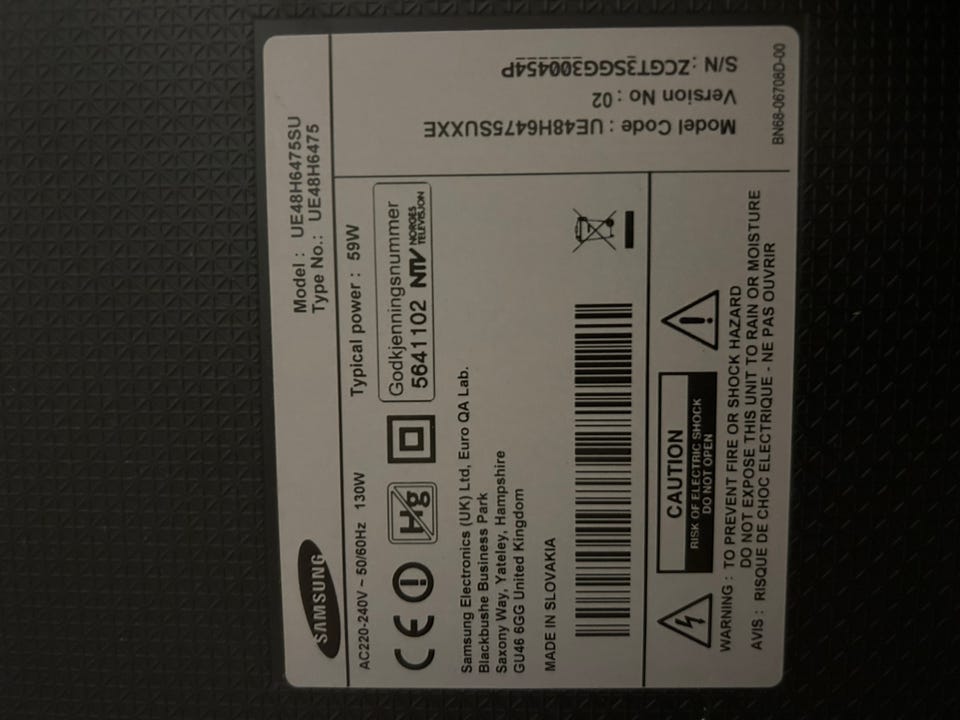 SAMSUNG
Model : UE48H6475SU
Type No.: UE48H6475
AC220-240V ~ 50/60Hz 130W
Typical power : 59W
CE
Hg
Godkjenningsnummer
5641102 NTV NORGES
TELEVISJON
Samsung Electronics (UK) Ltd, Euro QA Lab.
Blackbushe Business Park
Saxony Way, Yateley, Hampshire
GU46 6GG United Kingdom
MADE IN SLOVAKIA
CAUTION
RISK OF ELECTRIC SHOCK
DO NOT OPEN
WARNING : TO PREVENT FIRE OR SHOCK HAZARD
DO NOT EXPOSE THIS UNIT TO RAIN OR MOISTURE
AVIS : RISQUE DE CHOC ELECTRIQUE - NE PAS OUVRIR
Model Code : UE48H6475SUXXE
Version No : 02
S/N : ZCGT3SGG300454P
BN68-06708D-00